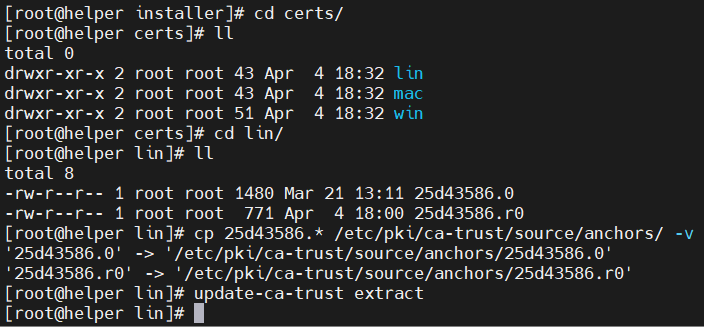 [root@helper installer]# cd certs/
[root@helper certs]# ll
total 0
drwxr-xr-x 2 root root 43 Apr  4 18:32 lin
drwxr-xr-x 2 root root 43 Apr  4 18:32 mac
drwxr-xr-x 2 root root 51 Apr  4 18:32 win
[root@helper certs]# cd lin/
[root@helper lin]# ll
total 8
-rw-r--r-- 1 root root 1480 Mar 21 13:11 25d43586.0
-rw-r--r-- 1 root root  771 Apr  4 18:00 25d43586.r0
[root@helper lin]# cp 25d43586.* /etc/pki/ca-trust/source/anchors/ -v
'25d43586.0' -> '/etc/pki/ca-trust/source/anchors/25d43586.0'
'25d43586.r0' -> '/etc/pki/ca-trust/source/anchors/25d43586.r0'
[root@helper lin]# update-ca-trust extract
[root@helper lin]#